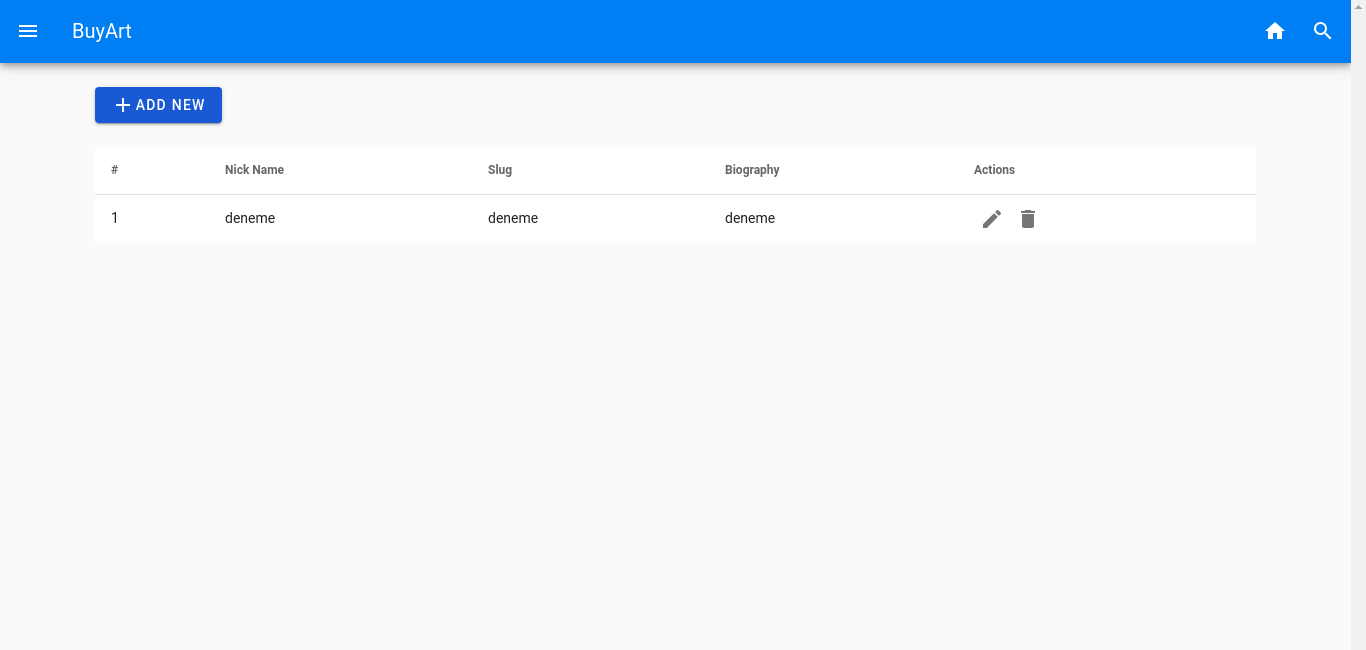 BuyArt
ADD NEW
# Nick Name Slug Biography Actions
1 deneme deneme deneme